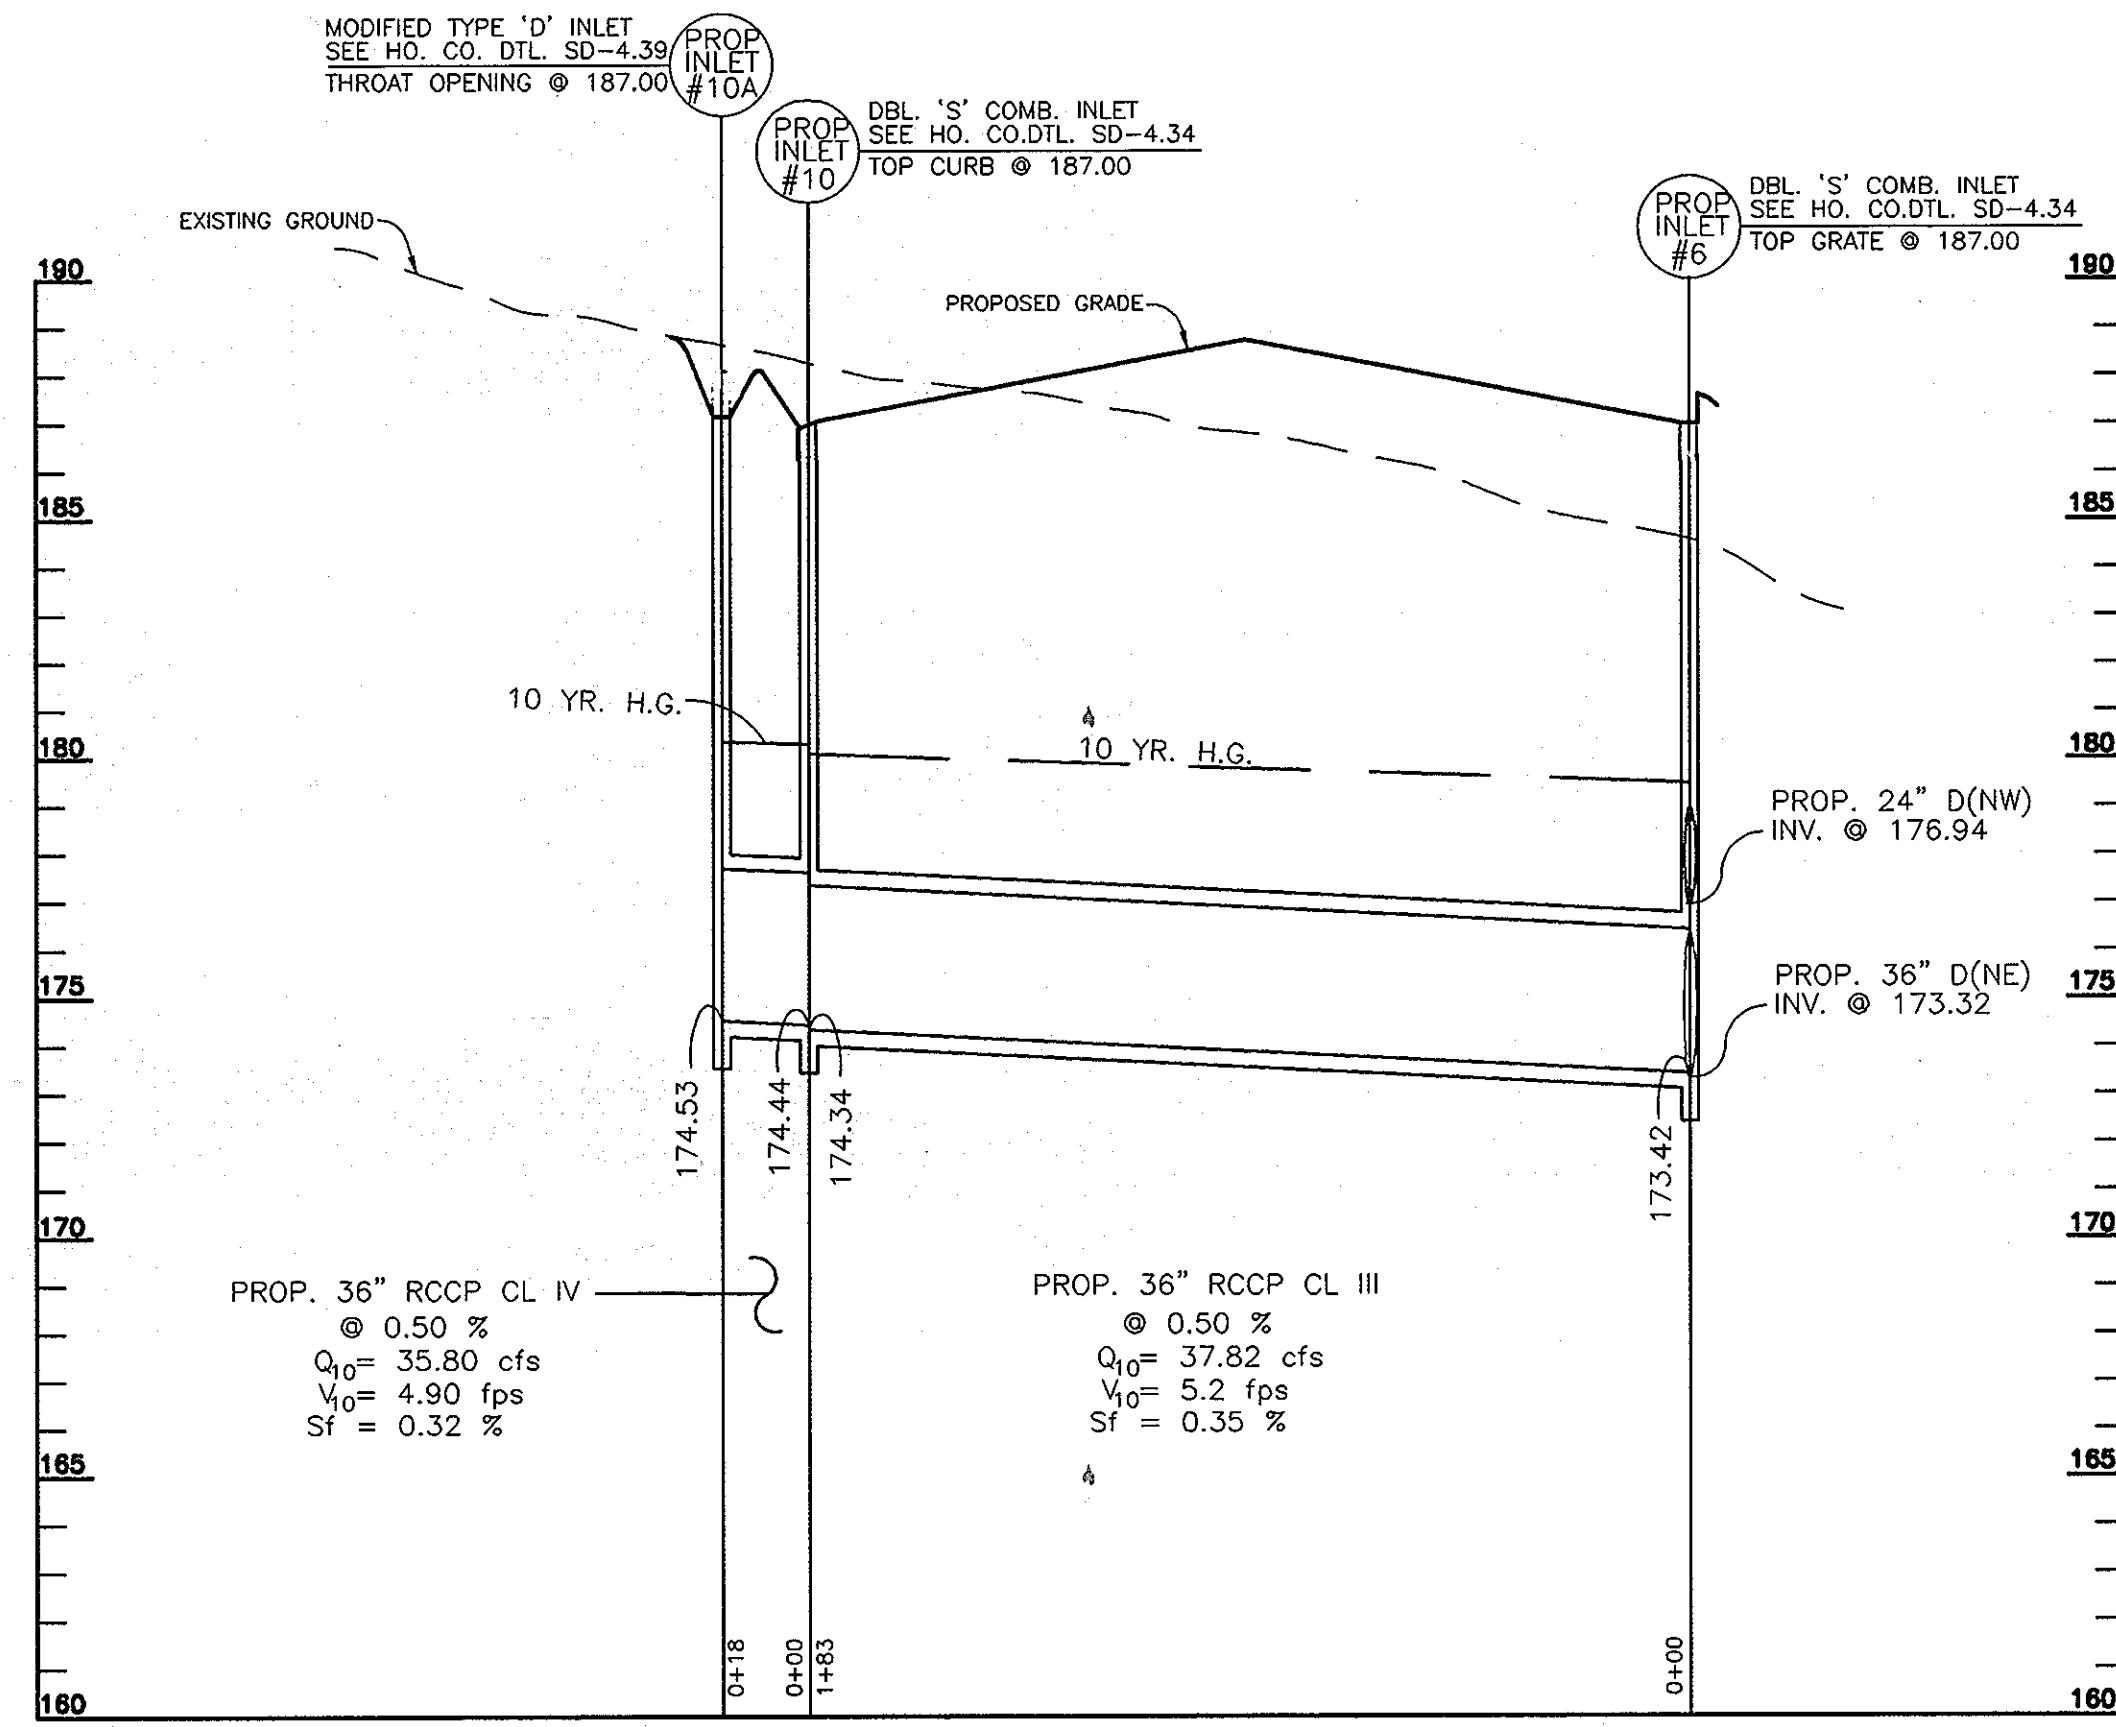 MODIFIED TYPE 'D' INLET
SEE HO. CO. DTL. SD-4.39
THROAT OPENING @ 187.00
PROP
INLET
#10A
DBL. 'S' COMB. INLET
SEE HO. CO.DTL. SD-4.34
TOP CURB @ 187.00
PROP
INLET
#10
DBL. 'S' COMB. INLET
SEE HO. CO.DTL. SD-4.34
TOP GRATE @ 187.00
PROP
INLET
#6
EXISTING GROUND
PROPOSED GRADE
190
190
185
185
10 YR. H.G.
10 YR. H.G.
180
180
PROP. 24" D(NW)
INV. @ 176.94
PROP. 36" D(NE)
INV. @ 173.32
175
175
174.53
174.44
174.34
173.42
170
170
PROP. 36" RCCP CL IV
@ 0.50 %
Q10= 35.80 cfs
V10= 4.90 fps
Sf = 0.32 %
PROP. 36" RCCP CL III
@ 0.50 %
Q10= 37.82 cfs
V10= 5.2 fps
Sf = 0.35 %
165
165
0+18
0+00
1+83
0+00
160
160